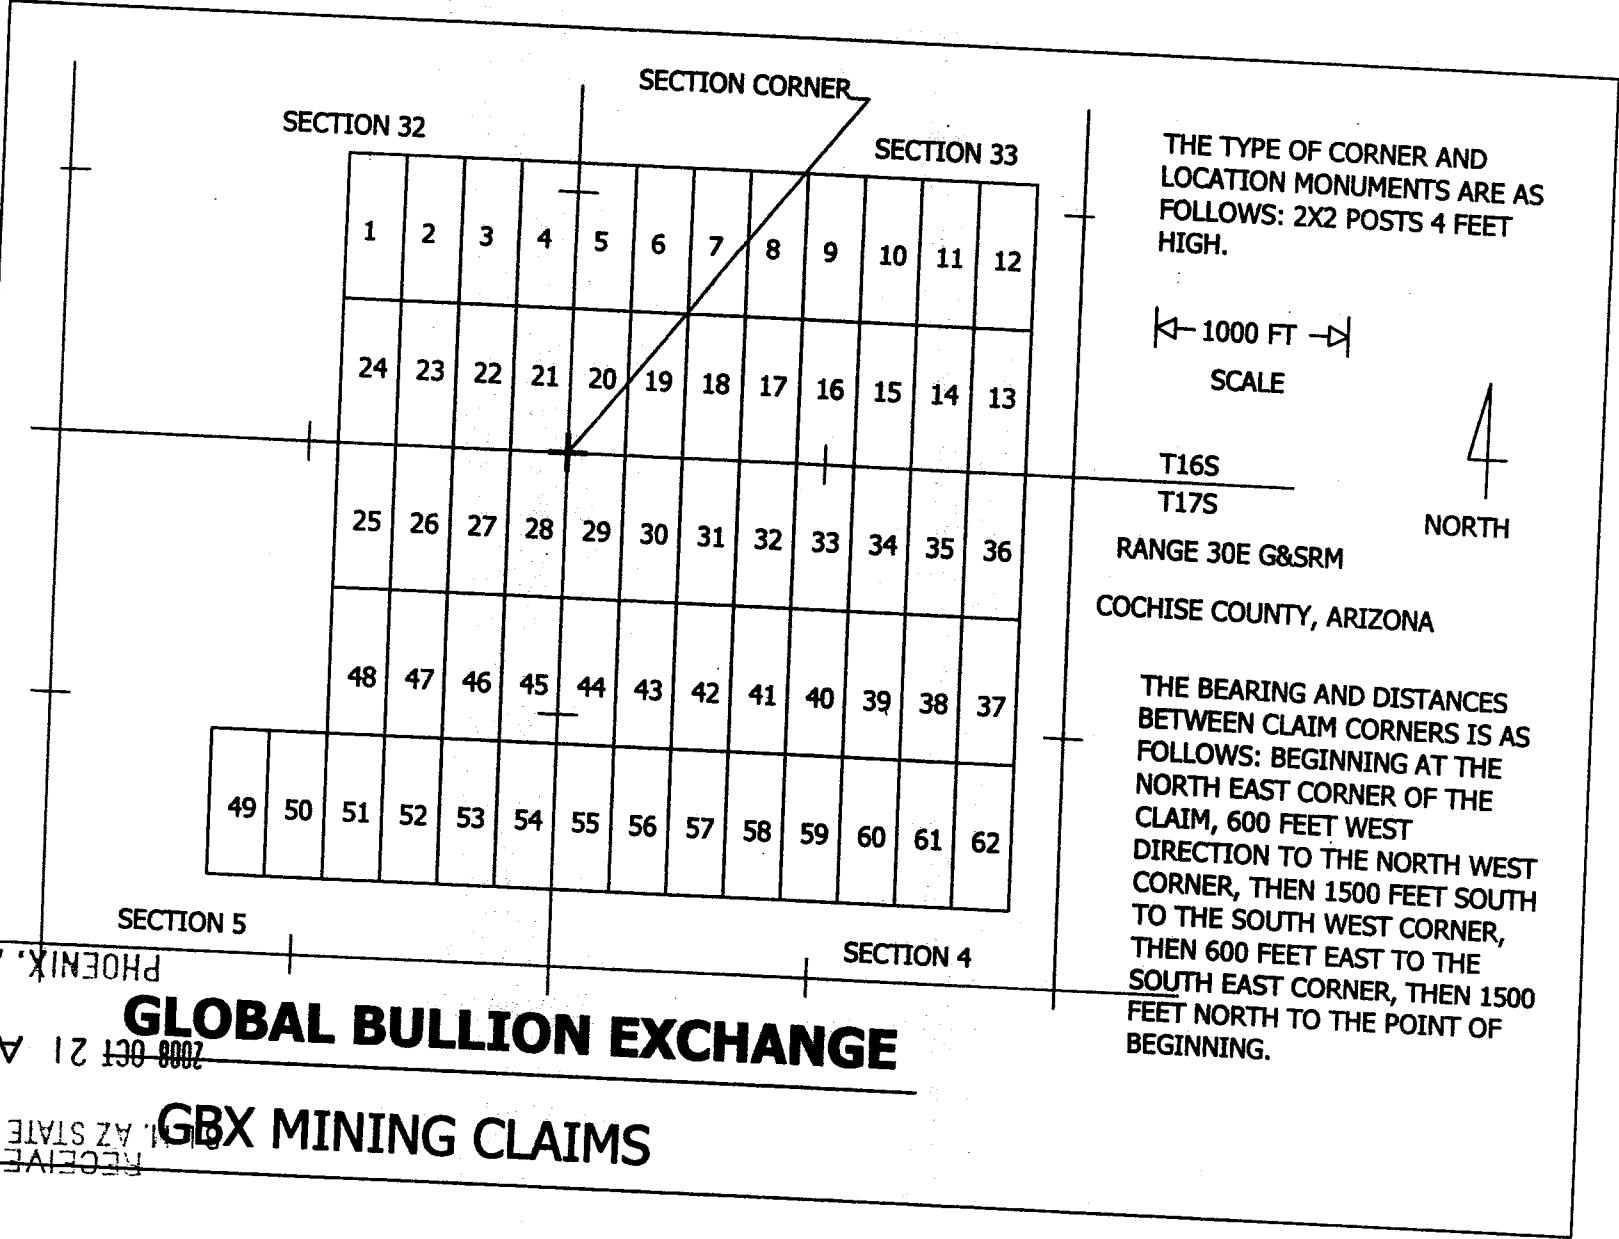 SECTION CORNER
SECTION 32
SECTION 33
1 2 3 4 5 6 7 8 9 10 11 12
24 23 22 21 20 19 18 17 16 15 14 13
25 26 27 28 29 30 31 32 33 34 35 36
48 47 46 45 44 43 42 41 40 39 38 37
49 50 51 52 53 54 55 56 57 58 59 60 61 62
SECTION 5
SECTION 4
THE TYPE OF CORNER AND
LOCATION MONUMENTS ARE AS
FOLLOWS: 2X2 POSTS 4 FEET
HIGH.
1000 FT
SCALE
T16S
T17S
NORTH
RANGE 30E G&SRM
COCHISE COUNTY, ARIZONA
THE BEARING AND DISTANCES
BETWEEN CLAIM CORNERS IS AS
FOLLOWS: BEGINNING AT THE
NORTH EAST CORNER OF THE
CLAIM, 600 FEET WEST
DIRECTION TO THE NORTH WEST
CORNER, THEN 1500 FEET SOUTH
TO THE SOUTH WEST CORNER,
THEN 600 FEET EAST TO THE
SOUTH EAST CORNER, THEN 1500
FEET NORTH TO THE POINT OF
BEGINNING.
GLOBAL BULLION EXCHANGE
GBX MINING CLAIMS
RECEIVE
AZ STATE
2008 OCT 21 A
PHOENIX,